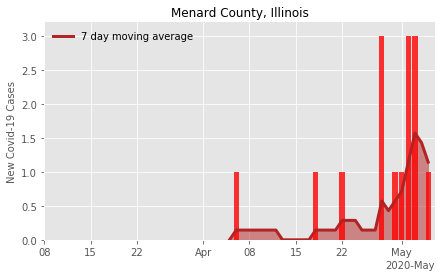 Menard County, Illinois
7 day moving average
New Covid-19 Cases
3.0
2.5
2.0
1.5
1.0
0.5
0.0
08 15 22 Apr 08 15 22 May
2020-May